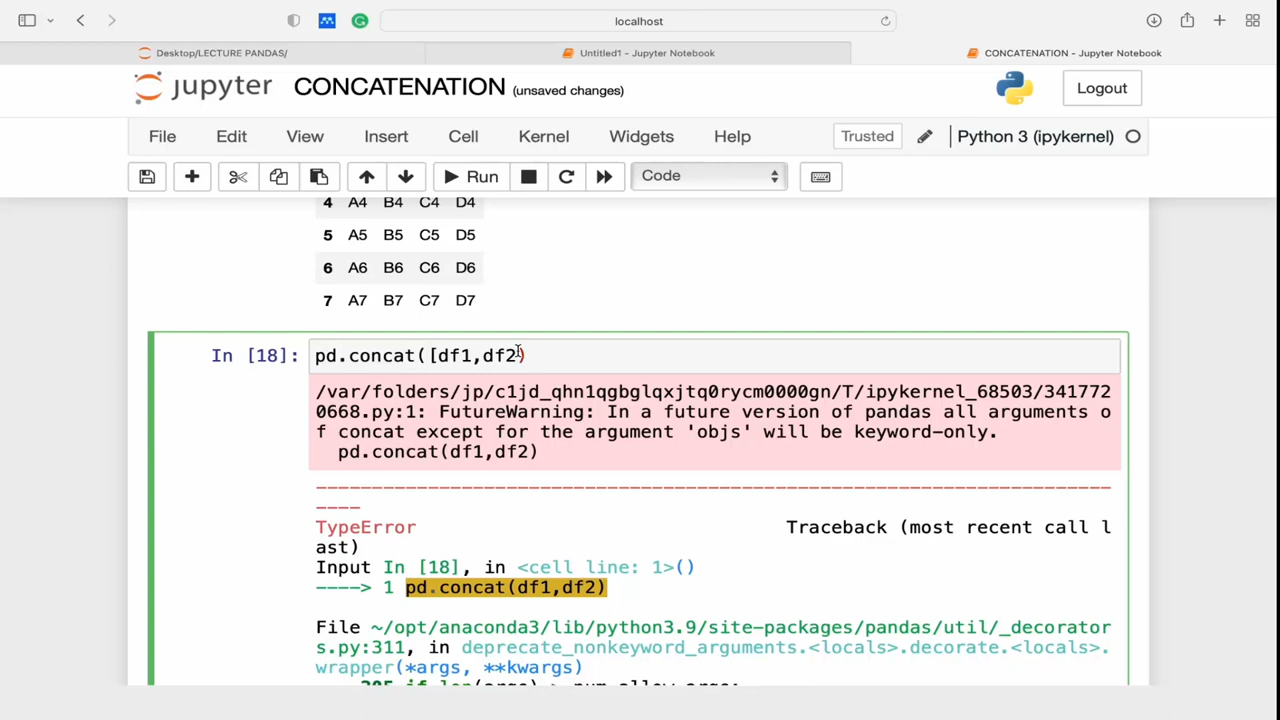 localhost
Desktop/LECTURE PANDAS/
Untitled1 - Jupyter Notebook
CONCATENATION - Jupyter Notebook
jupyter CONCATENATION (unsaved changes)
Logout
File Edit View Insert Cell Kernel Widgets Help Trusted Python 3 (ipykernel)
Run Code
4 A4 B4 C4 D4
5 A5 B5 C5 D5
6 A6 B6 C6 D6
7 A7 B7 C7 D7
In [18]: pd.concat([df1,df2)
/var/folders/jp/c1jd_qhn1qgbglqxjtq0rycm0000gn/T/ipykernel_68503/341772
0668.py:1: FutureWarning: In a future version of pandas all arguments o
f concat except for the argument 'objs' will be keyword-only.
pd.concat(df1,df2)
-----------------------------------------------------------------------
----
TypeError Traceback (most recent call l
ast)
Input In [18], in <cell line: 1>()
----> 1 pd.concat(df1,df2)
File ~/opt/anaconda3/lib/python3.9/site-packages/pandas/util/_decorator
s.py:311, in deprecate_nonkeyword_arguments.<locals>.decorate.<locals>.
wrapper(*args, **kwargs)
305 if len(args) > num_allow_args: